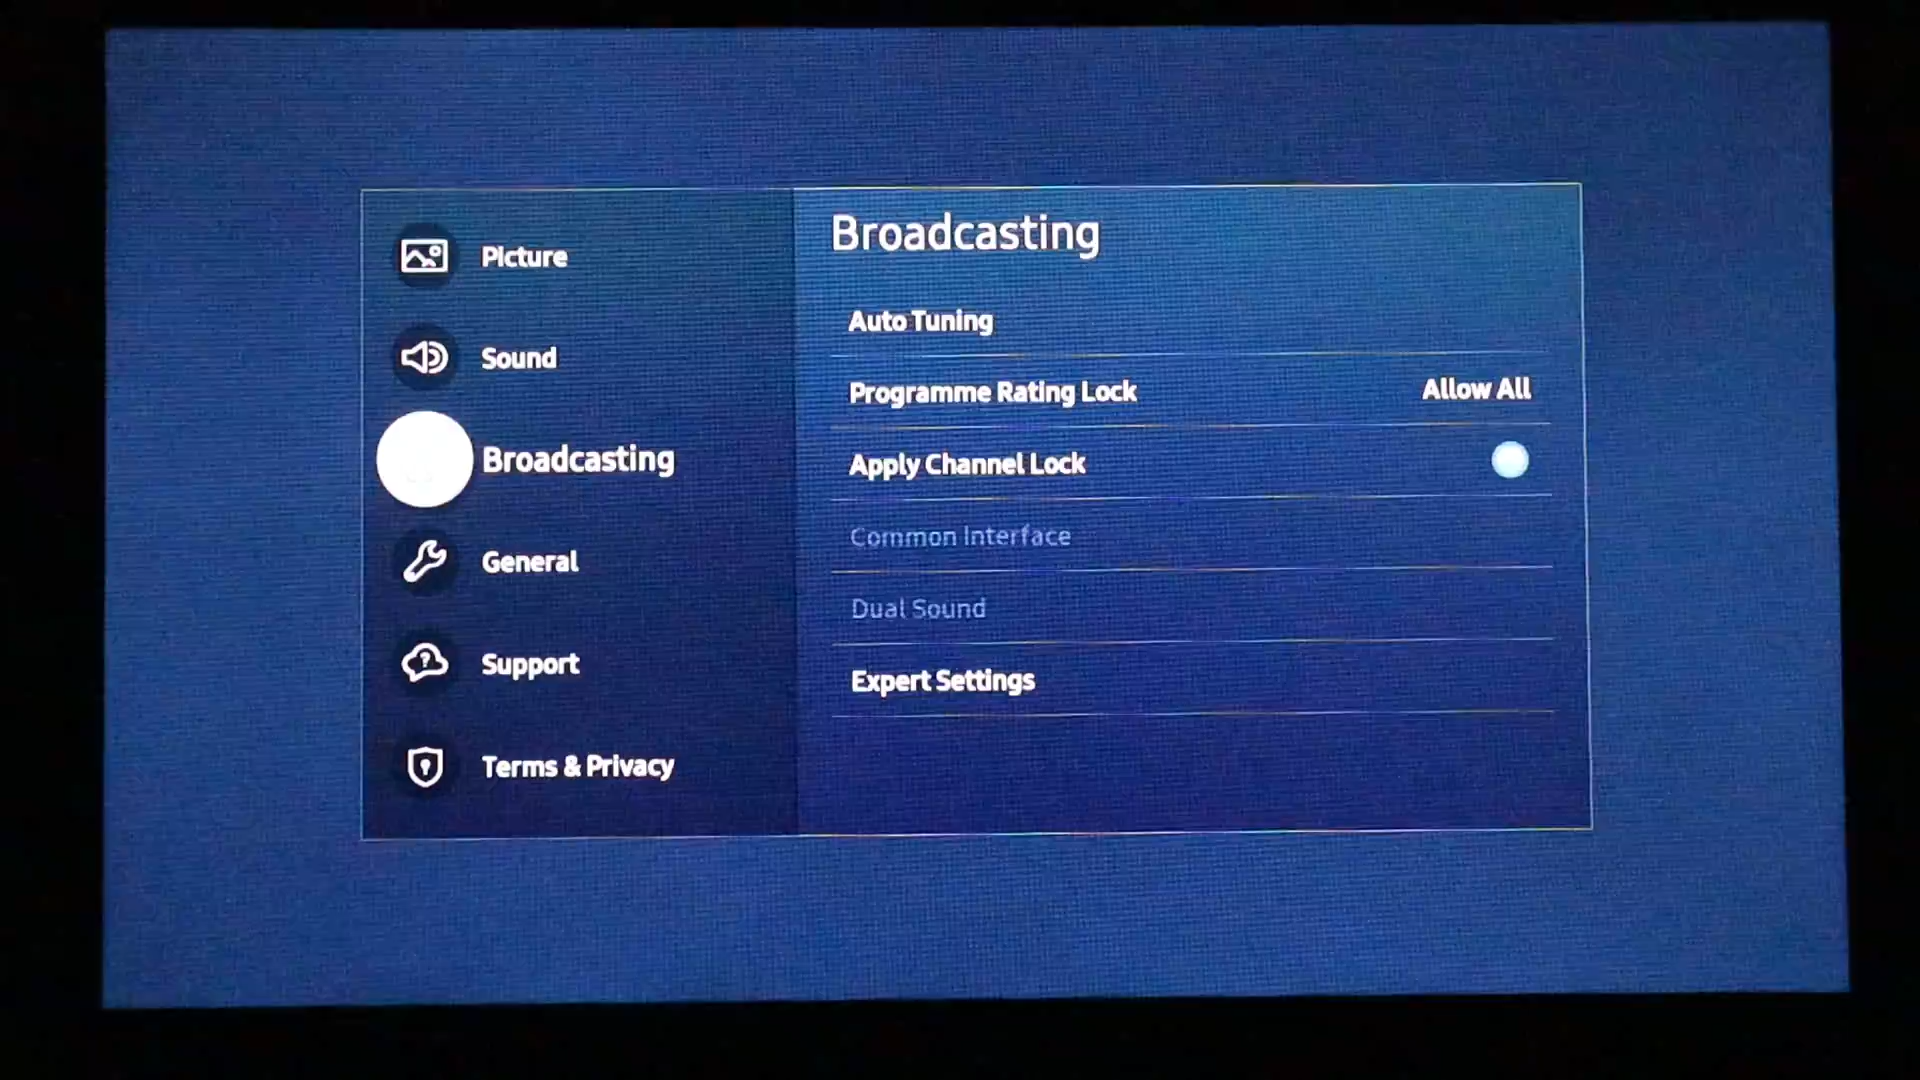 Picture
Sound
Broadcasting
General
Support
Terms & Privacy
Broadcasting
Auto Tuning
Programme Rating Lock Allow All
Apply Channel Lock
Common Interface
Dual Sound
Expert Settings